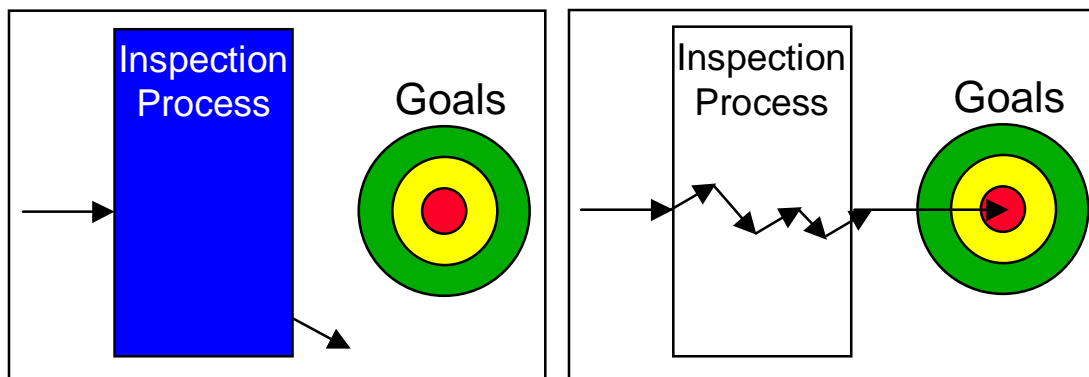 Inspection
Process
Goals
Inspection
Process
Goals